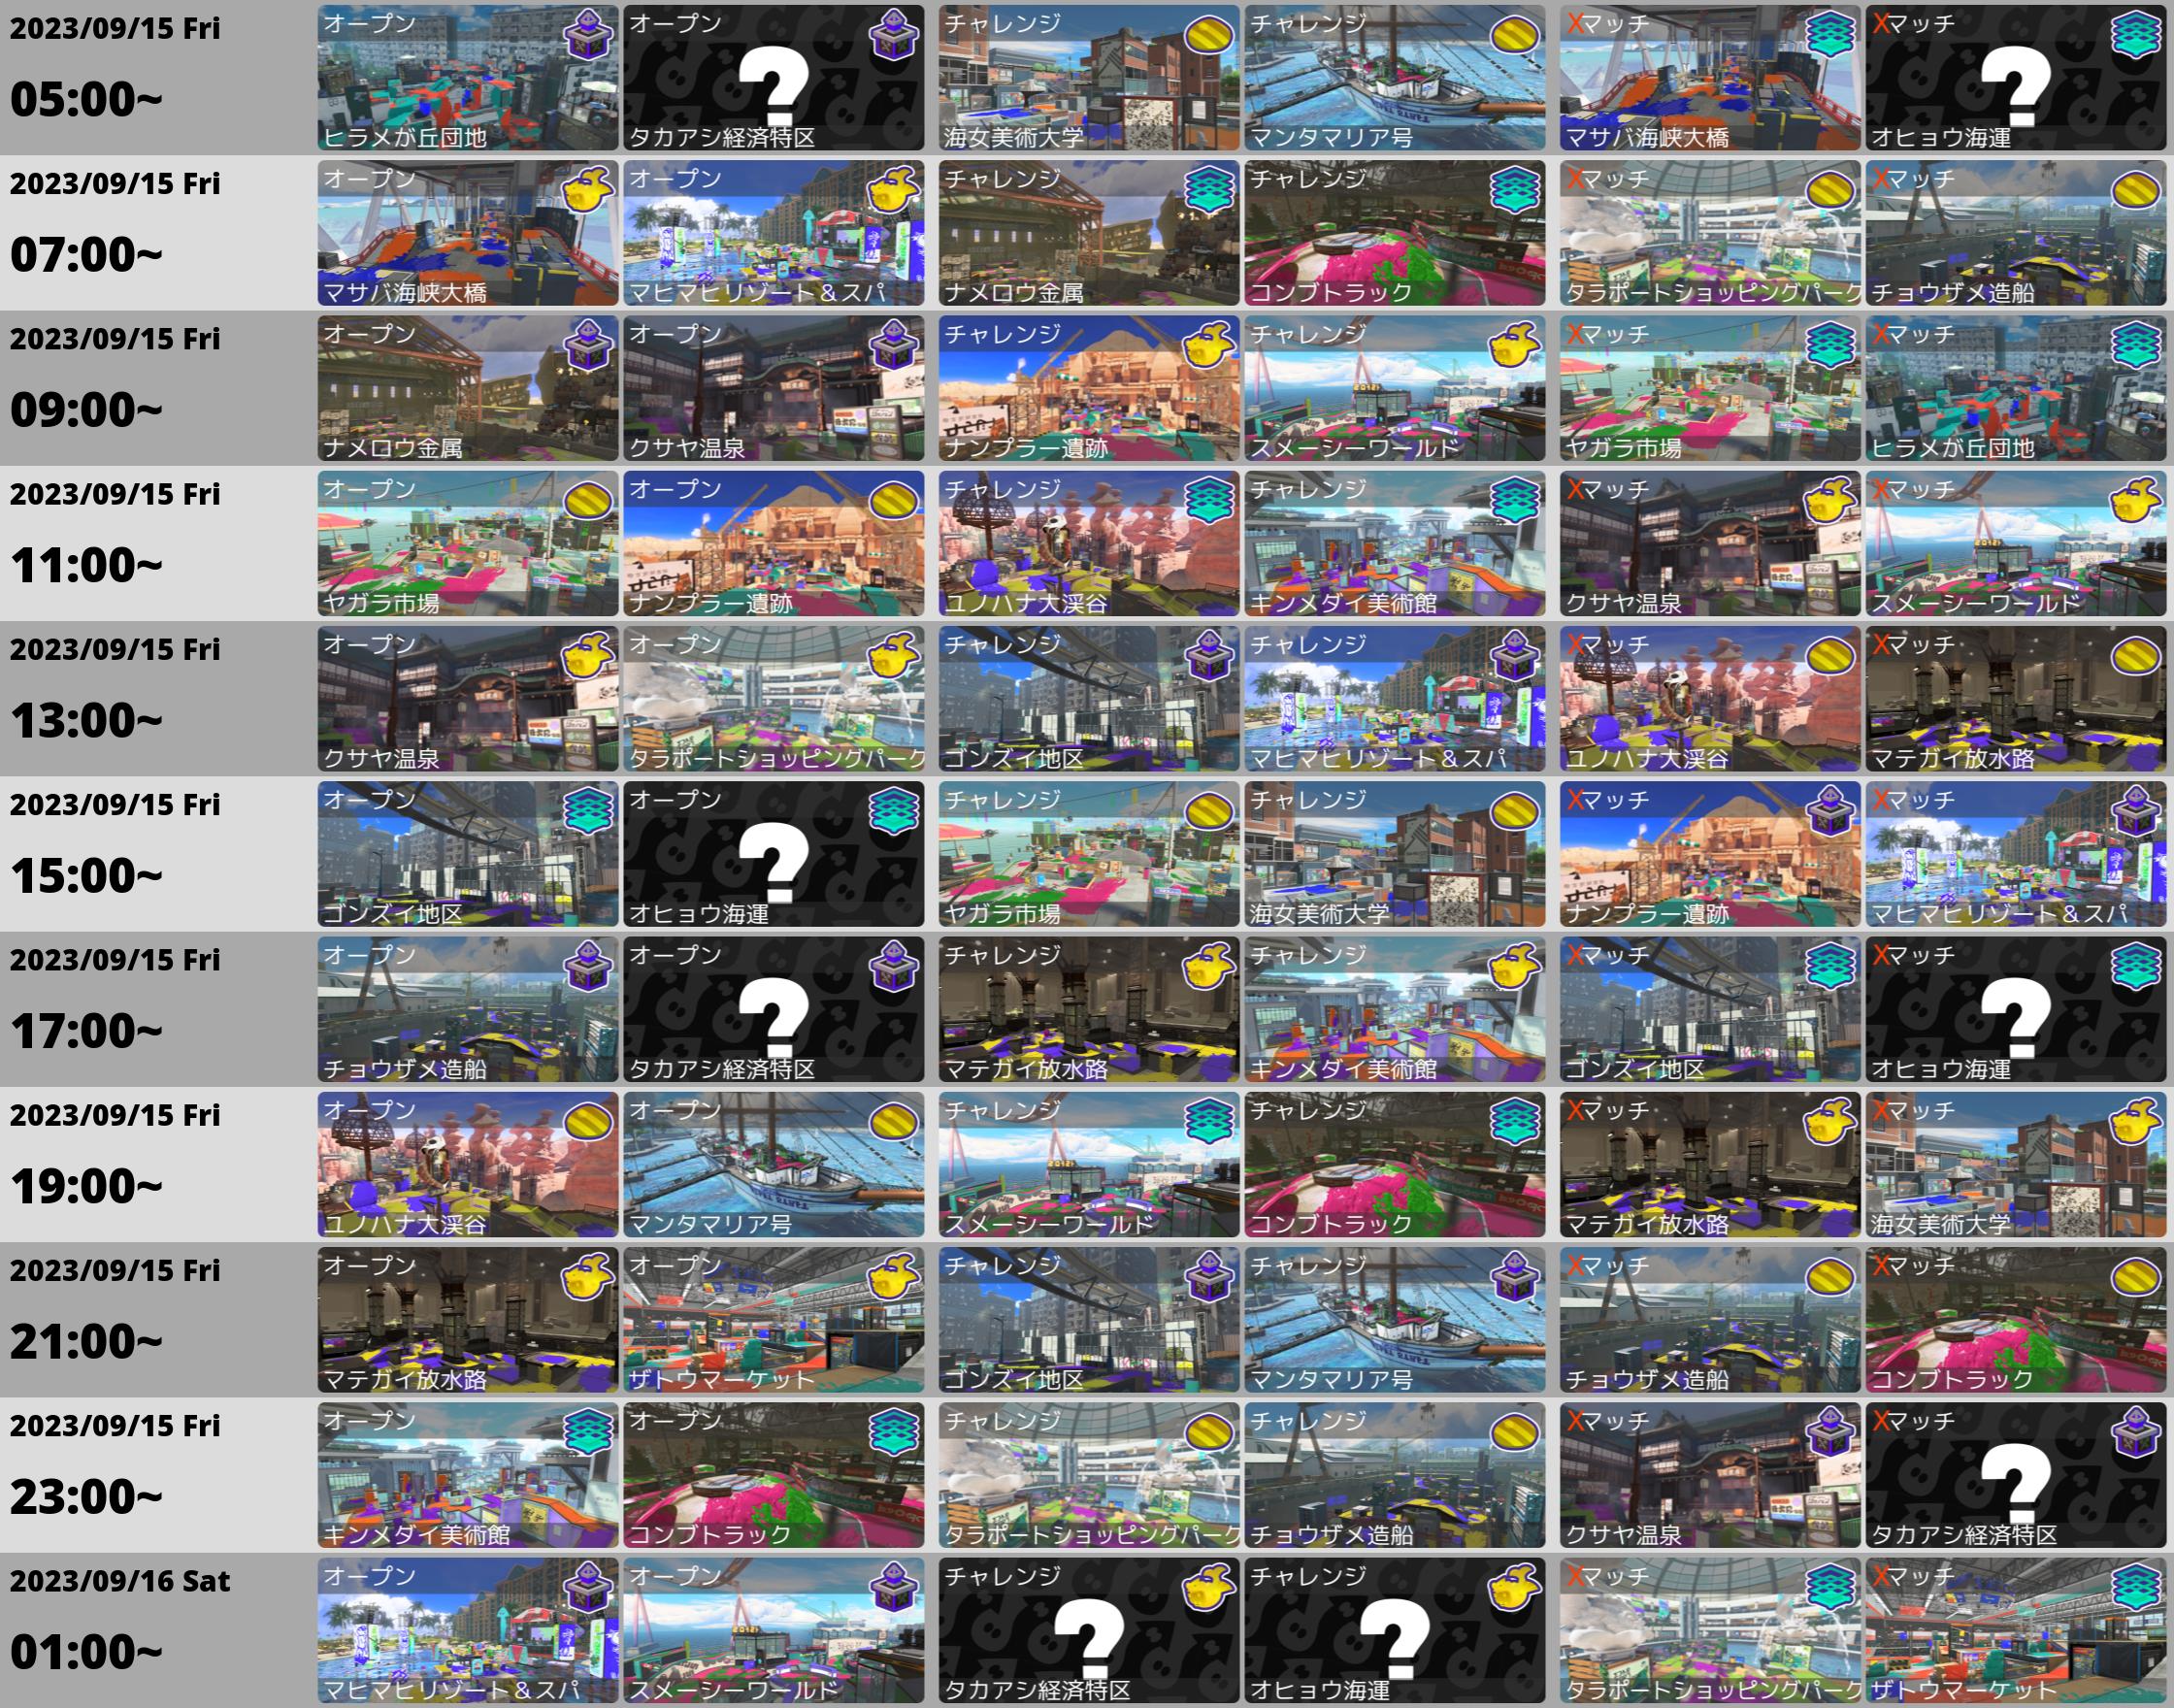 2023/09/15 Fri
05:00~
オープン
ヒラメが丘団地
オープン
タカアシ経済特区
チャレンジ
海女美術大学
チャレンジ
マンタマリア号
Xマッチ
マサバ海峡大橋
Xマッチ
オヒョウ海運
2023/09/15 Fri
07:00~
オープン
マサバ海峡大橋
オープン
マヒマヒリゾート＆スパ
チャレンジ
ナメロウ金属
チャレンジ
コンブトラック
Xマッチ
タラポートショッピングパーク
Xマッチ
チョウザメ造船
2023/09/15 Fri
09:00~
オープン
ナメロウ金属
オープン
クサヤ温泉
チャレンジ
ナンプラー遺跡
チャレンジ
スメーシーワールド
Xマッチ
ヤガラ市場
Xマッチ
ヒラメが丘団地
2023/09/15 Fri
11:00~
オープン
ヤガラ市場
オープン
ナンプラー遺跡
チャレンジ
ユノハナ大渓谷
チャレンジ
キンメダイ美術館
Xマッチ
クサヤ温泉
Xマッチ
スメーシーワールド
2023/09/15 Fri
13:00~
オープン
クサヤ温泉
オープン
タラポートショッピングパーク
チャレンジ
ゴンズイ地区
チャレンジ
マヒマヒリゾート＆スパ
Xマッチ
ユノハナ大渓谷
Xマッチ
マテガイ放水路
2023/09/15 Fri
15:00~
オープン
ゴンズイ地区
オープン
オヒョウ海運
チャレンジ
ヤガラ市場
チャレンジ
海女美術大学
Xマッチ
ナンプラー遺跡
Xマッチ
マヒマヒリゾート＆スパ
2023/09/15 Fri
17:00~
オープン
チョウザメ造船
オープン
タカアシ経済特区
チャレンジ
マテガイ放水路
チャレンジ
キンメダイ美術館
Xマッチ
ゴンズイ地区
Xマッチ
オヒョウ海運
2023/09/15 Fri
19:00~
オープン
ユノハナ大渓谷
オープン
マンタマリア号
チャレンジ
スメーシーワールド
チャレンジ
コンブトラック
Xマッチ
マテガイ放水路
Xマッチ
海女美術大学
2023/09/15 Fri
21:00~
オープン
マテガイ放水路
オープン
ザトウマーケット
チャレンジ
ゴンズイ地区
チャレンジ
マンタマリア号
Xマッチ
チョウザメ造船
Xマッチ
コンブトラック
2023/09/15 Fri
23:00~
オープン
キンメダイ美術館
オープン
コンブトラック
チャレンジ
タラポートショッピングパーク
チャレンジ
チョウザメ造船
Xマッチ
クサヤ温泉
Xマッチ
タカアシ経済特区
2023/09/16 Sat
01:00~
オープン
マヒマヒリゾート＆スパ
オープン
スメーシーワールド
チャレンジ
タカアシ経済特区
チャレンジ
オヒョウ海運
Xマッチ
タラポートショッピングパーク
Xマッチ
ザトウマーケット